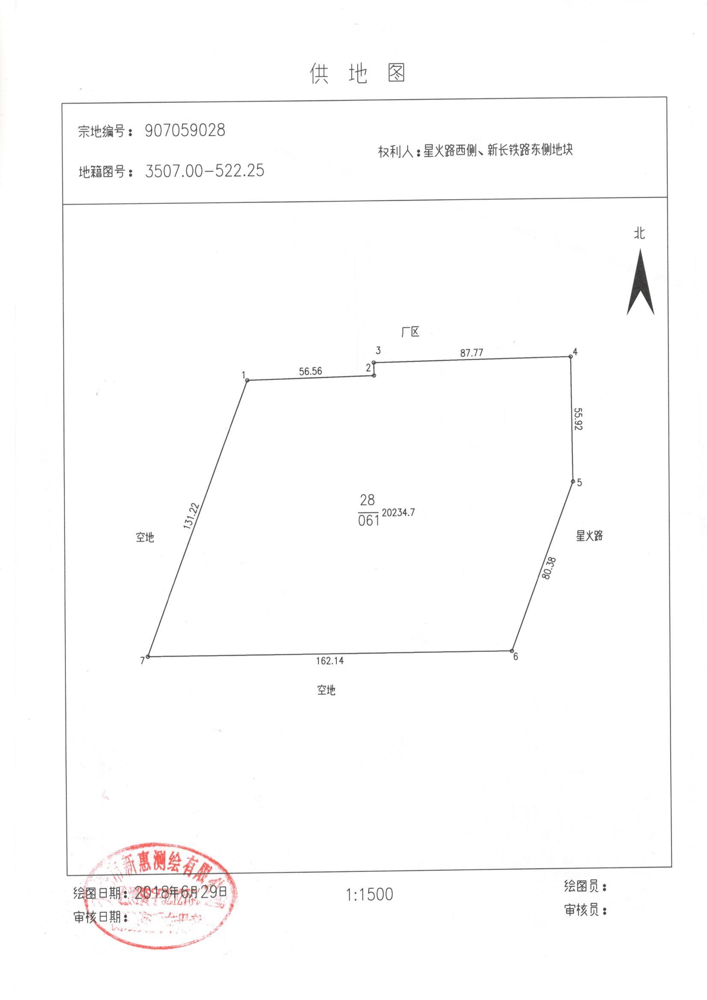 供地图
宗地编号：907059028
权利人：星火路西侧、新长铁路东侧地块
地籍图号：3507.00-522.25
北
厂区
3
87.77
4
2
56.56
1
55.92
5
28
061
20234.7
131.22
空地
星火路
80.38
7
162.14
6
空地
新惠测绘有限
绘图日期：2018年6月29日
1:1500
绘图员：
审核日期：
审核员：